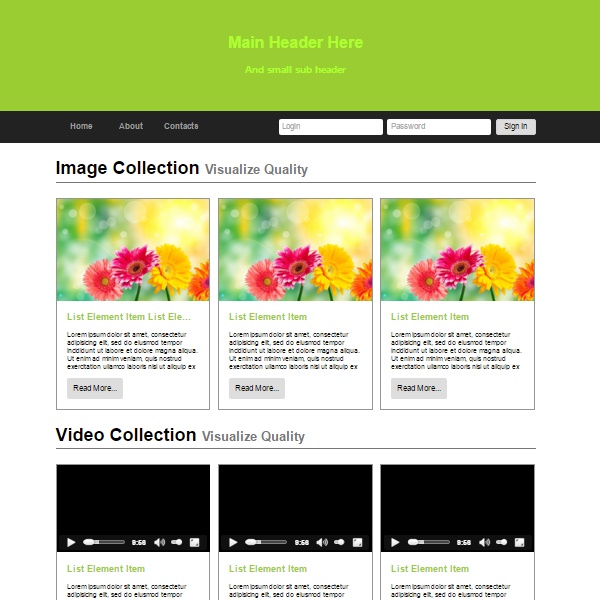 Main Header Here
And small sub header
Home About Contacts Login Password Sign in
Image Collection Visualize Quality
List Element Item List Ele...
Lorem ipsum dolor sit amet, consectetur
adipisicing elit, sed do eiusmod tempor
incididunt ut labore et dolore magna aliqua.
Ut enim ad minim veniam, quis nostrud
exercitation ullamco laboris nisi ut aliquip ex
Read More...
List Element Item
Lorem ipsum dolor sit amet, consectetur
adipisicing elit, sed do eiusmod tempor
incididunt ut labore et dolore magna aliqua.
Ut enim ad minim veniam, quis nostrud
exercitation ullamco laboris nisi ut aliquip ex
Read More...
List Element Item
Lorem ipsum dolor sit amet, consectetur
adipisicing elit, sed do eiusmod tempor
incididunt ut labore et dolore magna aliqua.
Ut enim ad minim veniam, quis nostrud
exercitation ullamco laboris nisi ut aliquip ex
Read More...
Video Collection Visualize Quality
List Element Item
Lorem ipsum dolor sit amet, consectetur
adipisicing elit, sed do eiusmod tempor
List Element Item
Lorem ipsum dolor sit amet, consectetur
adipisicing elit, sed do eiusmod tempor
List Element Item
Lorem ipsum dolor sit amet, consectetur
adipisicing elit, sed do eiusmod tempor